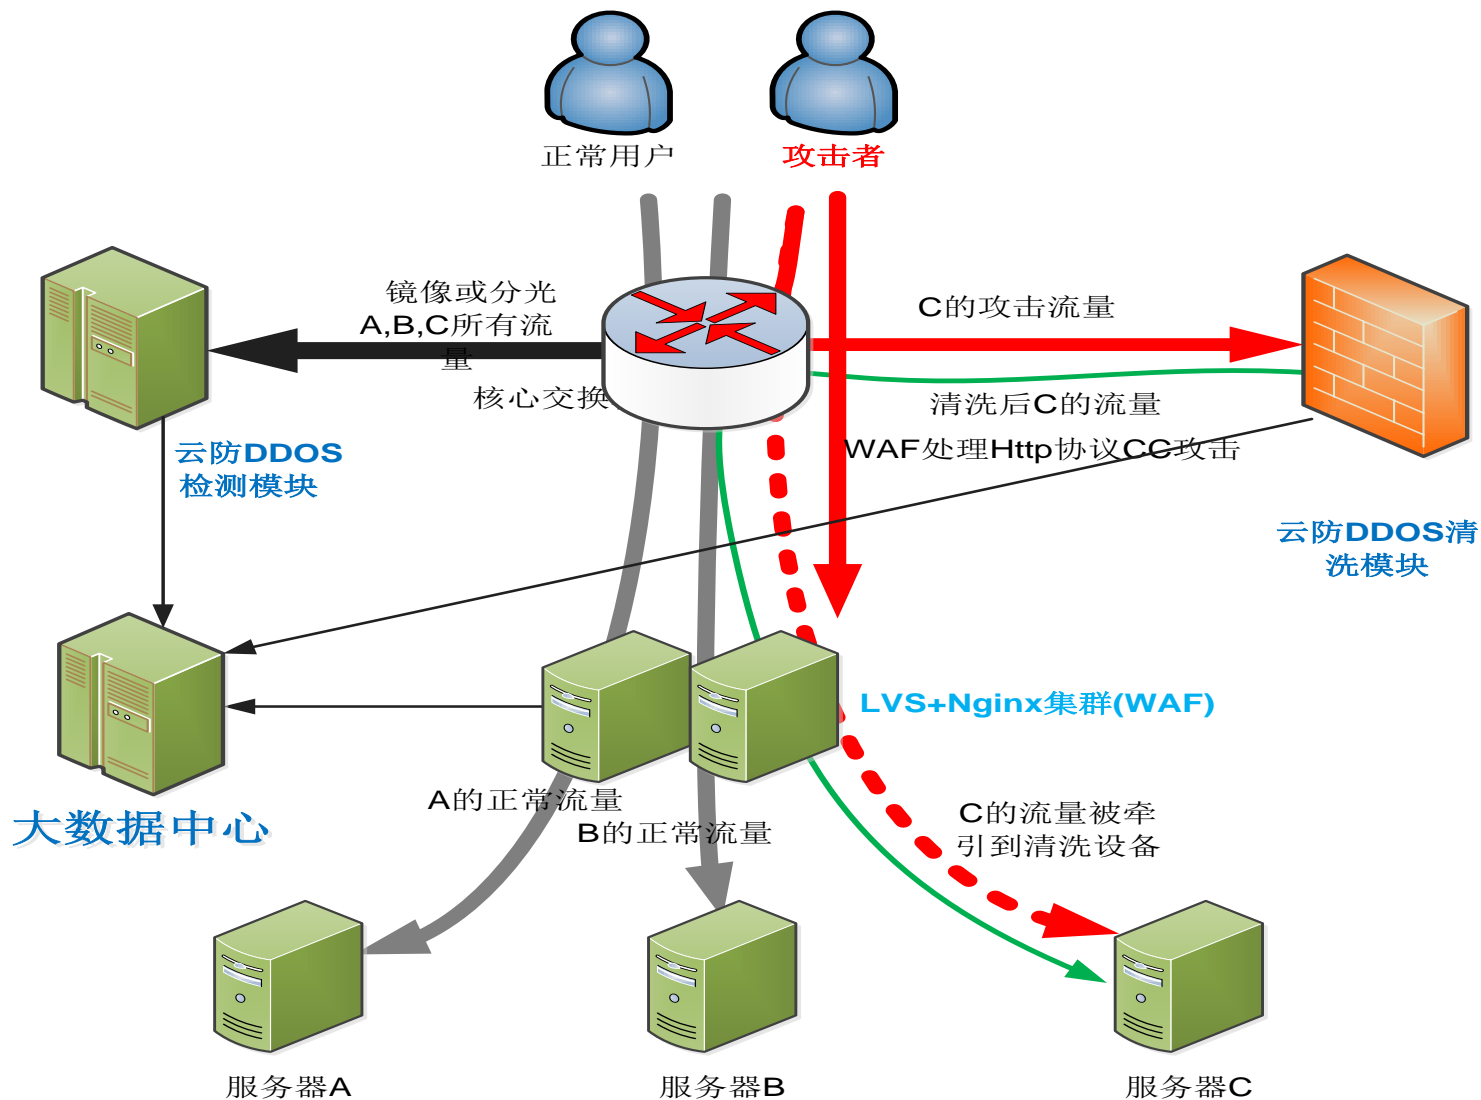 正常用户
攻击者
镜像或分光
A,B,C所有流
量
C的攻击流量
核心交换
清洗后C的流量
WAF处理Http协议CC攻击
云防DDOS
检测模块
云防DDOS清
洗模块
LVS+Nginx集群(WAF)
A的正常流量
B的正常流量
C的流量被牵
引到清洗设备
大数据中心
服务器A
服务器B
服务器C